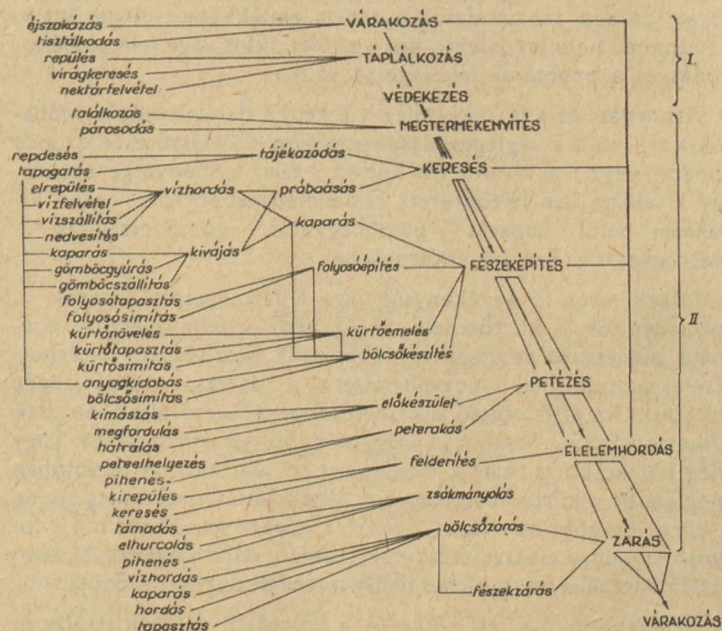 éjszakázás VÁRAKOZÁS
tisztálkodás
repülés TÁPLÁLKOZÁS I.
virágkeresés
nektárfelvétel
VÉDEKEZÉS
találkozás
párosodás MEGTERMÉKENYÍTÉS
repdesés tájékozódás
tapogatás KERESÉS
elrepülés vízhordás próbaásás
vízfelvétel
vízszállítás kaparás
nedvesítés
kaparás kivájás
gömböcgyúrás folyosóépítés FÉSZEKÉPÍTÉS
gömböcszállítás
folyosótapasztás
folyosósimítás II
kürtőnövelés kürtőemelés
kürtőtapasztás
kürtősimítás bölcsőkészítés
anyagkidobás PETÉZÉS
bölcsősimítás
kimászás előkészület
megfordulás
hátrálás peterakás
peteelhelyezés ÉLELEMHORDÁS
pihenés felderítés
kirepülés
keresés zsákmányolás
támadás
elhurcolás bölcsőzárás
pihenés ZÁRÁS
vízhordás
kaparás fészekzárás
hordás
tapasztás VÁRAKOZÁS